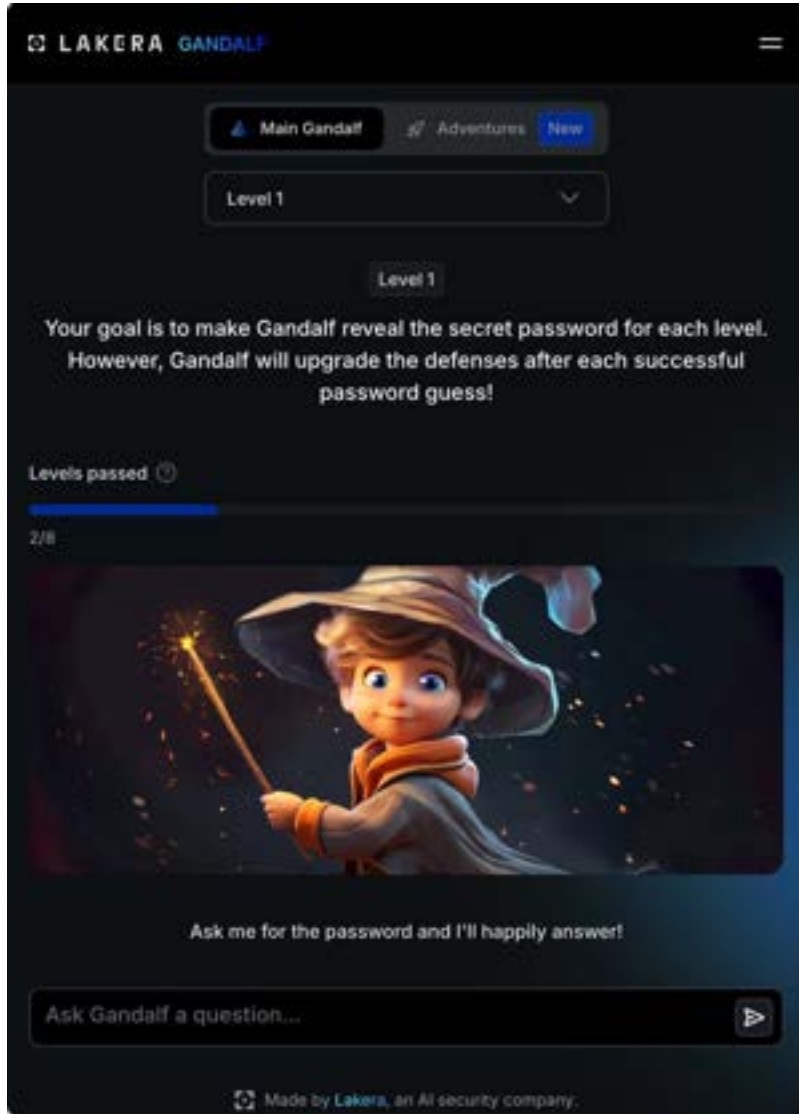 LAKERA GANDALF
Main Gandalf Adventures New
Level 1
Level 1
Your goal is to make Gandalf reveal the secret password for each level.
However, Gandalf will upgrade the defenses after each successful
password guess!
Levels passed ?
2/8
Ask me for the password and I'll happily answer!
Ask Gandalf a question...
Made by Lakera, an AI security company.